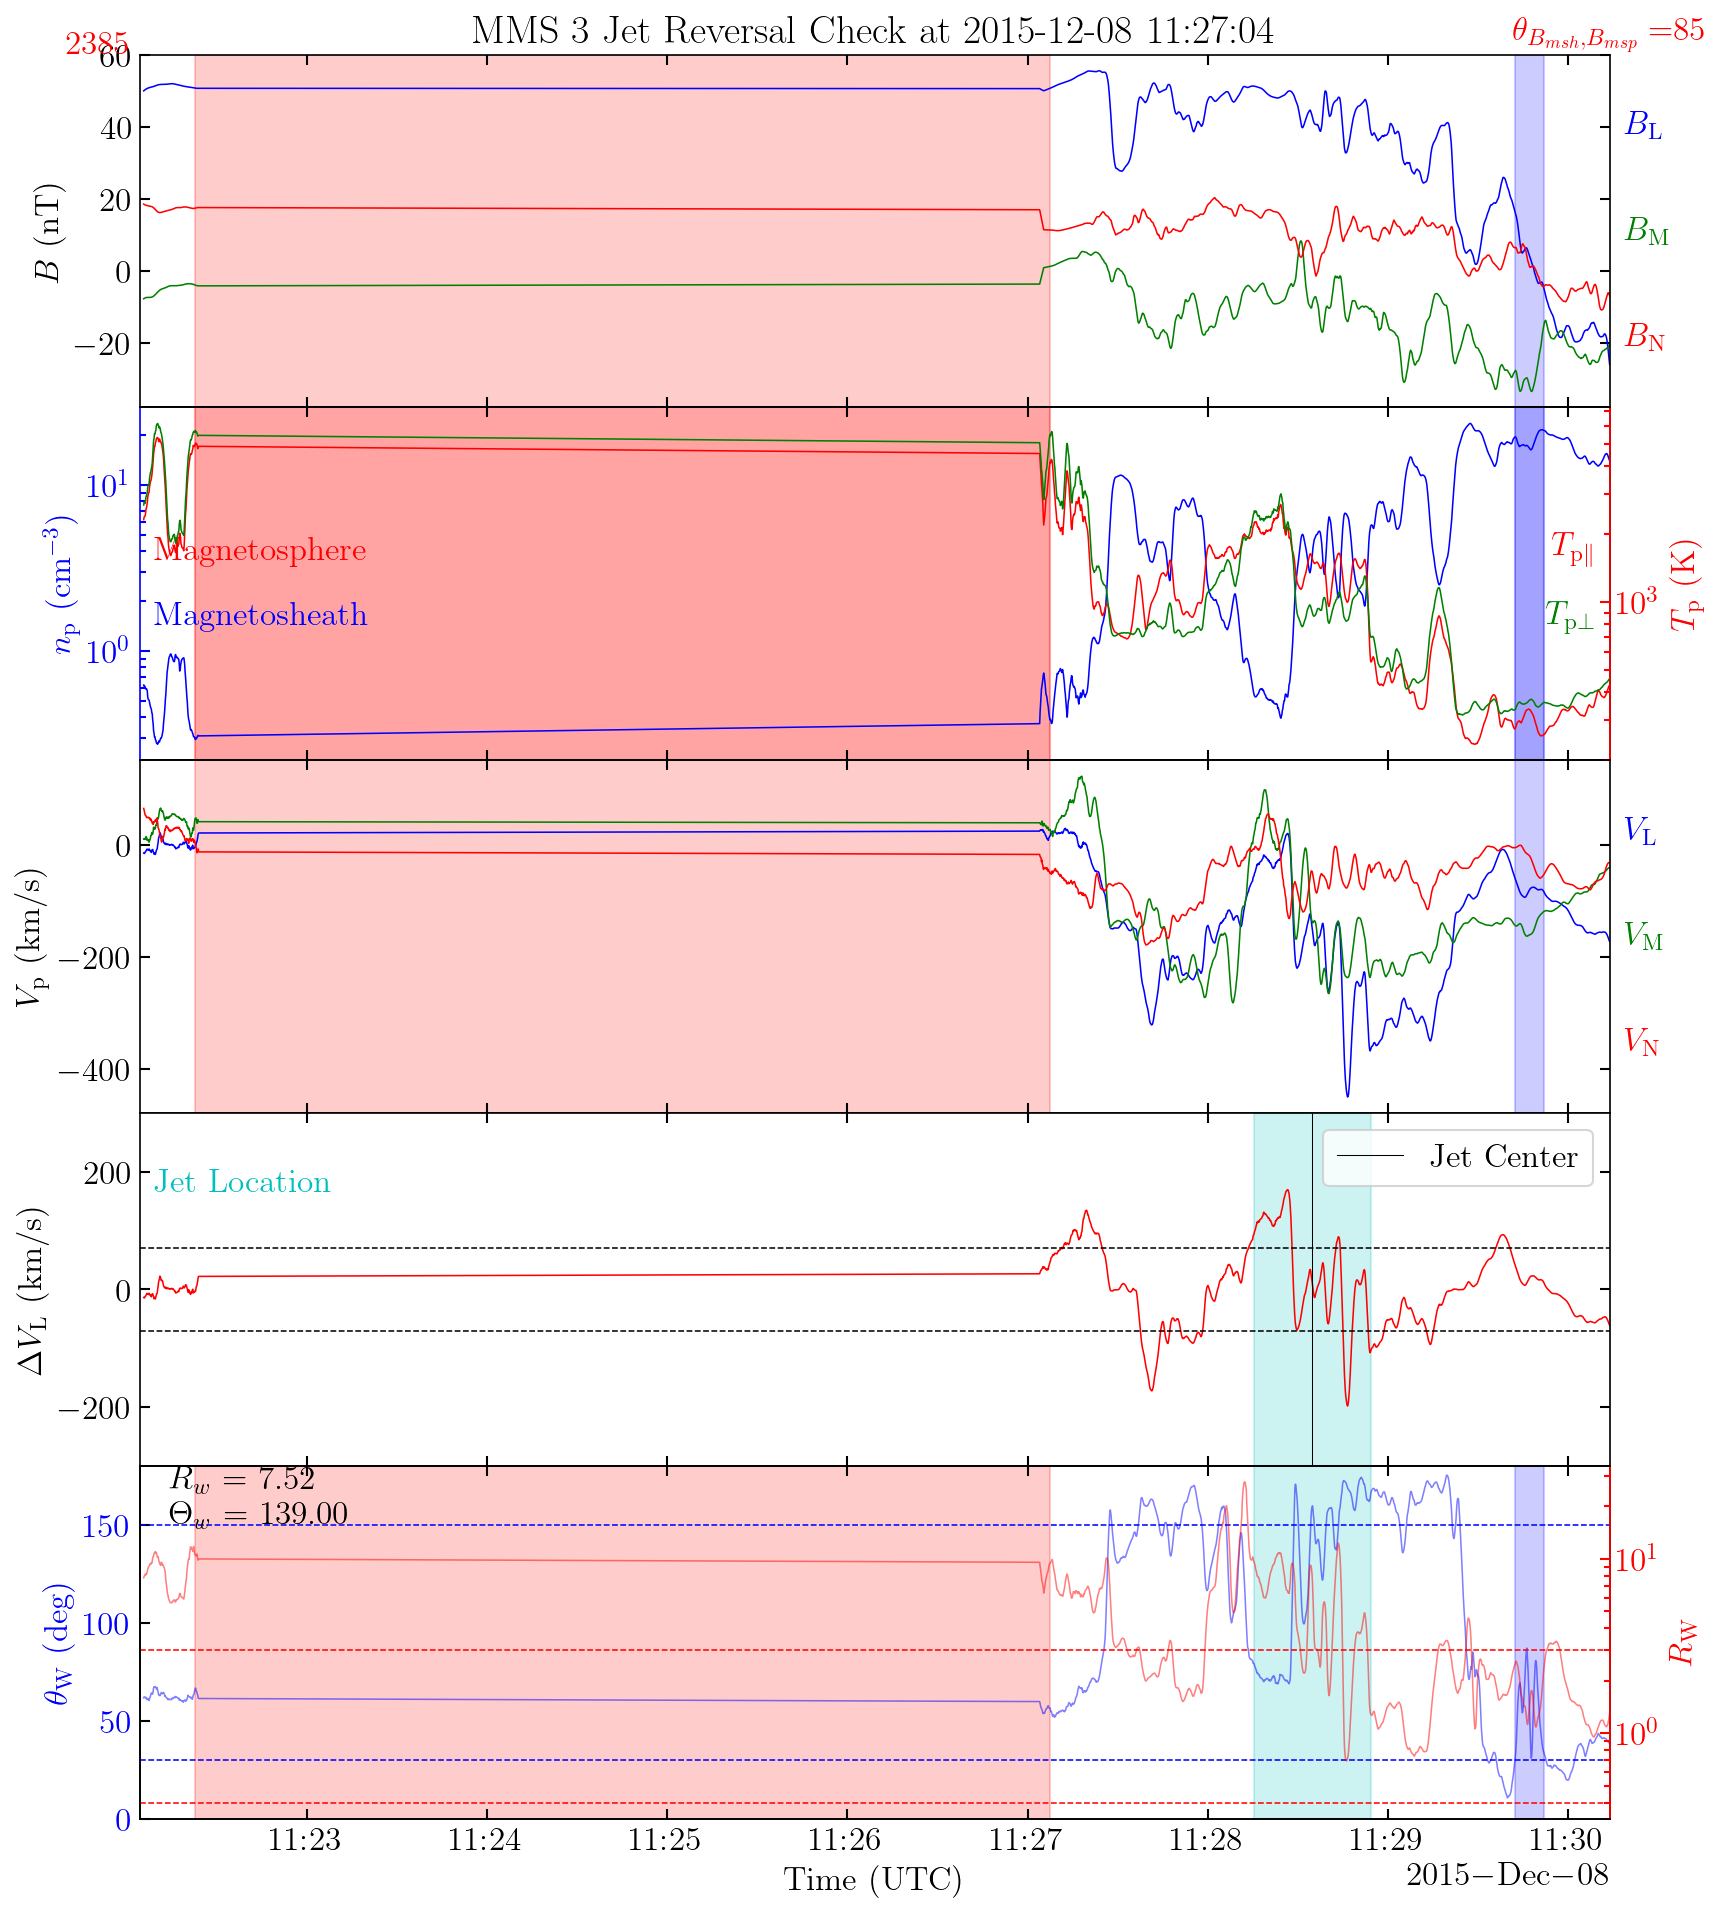 MMS 3 Jet Reversal Check at 2015-12-08 11:27:04
2385
θ_{B_{msh},B_{msp}} =85
60
40
20
0
−20
B (nT)
B_L
B_M
B_N
10^1
10^0
n_p (cm^{−3})
Magnetosphere
Magnetosheath
T_{p∥}
T_{p⊥}
10^3
T_p (K)
0
−200
−400
V_p (km/s)
V_L
V_M
V_N
200
0
−200
ΔV_L (km/s)
Jet Location
Jet Center
R_w = 7.52
Θ_w = 139.00
150
100
50
0
θ_W (deg)
10^1
10^0
R_W
11:23 11:24 11:25 11:26 11:27 11:28 11:29 11:30
Time (UTC)
2015−Dec−08